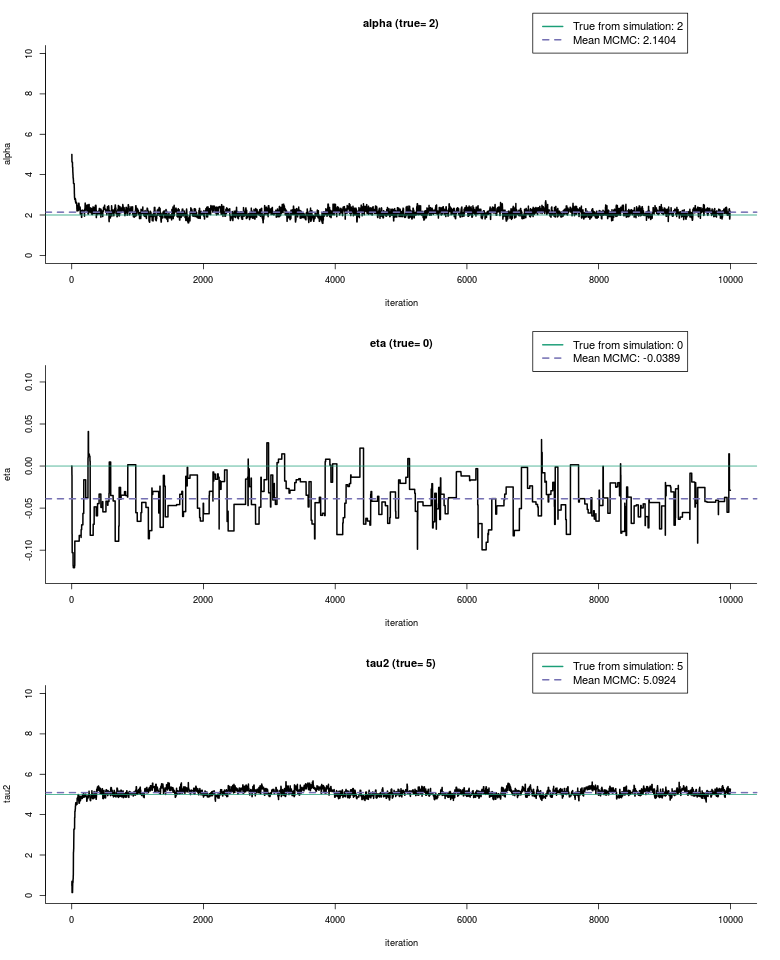 alpha (true= 2)
True from simulation: 2
Mean MCMC: 2.1404
alpha
10
8
6
4
2
0
0 2000 4000 6000 8000 10000
iteration
eta (true= 0)
True from simulation: 0
Mean MCMC: -0.0389
eta
0.10
0.05
0.00
-0.05
-0.10
0 2000 4000 6000 8000 10000
iteration
tau2 (true= 5)
True from simulation: 5
Mean MCMC: 5.0924
tau2
10
8
6
4
2
0
0 2000 4000 6000 8000 10000
iteration